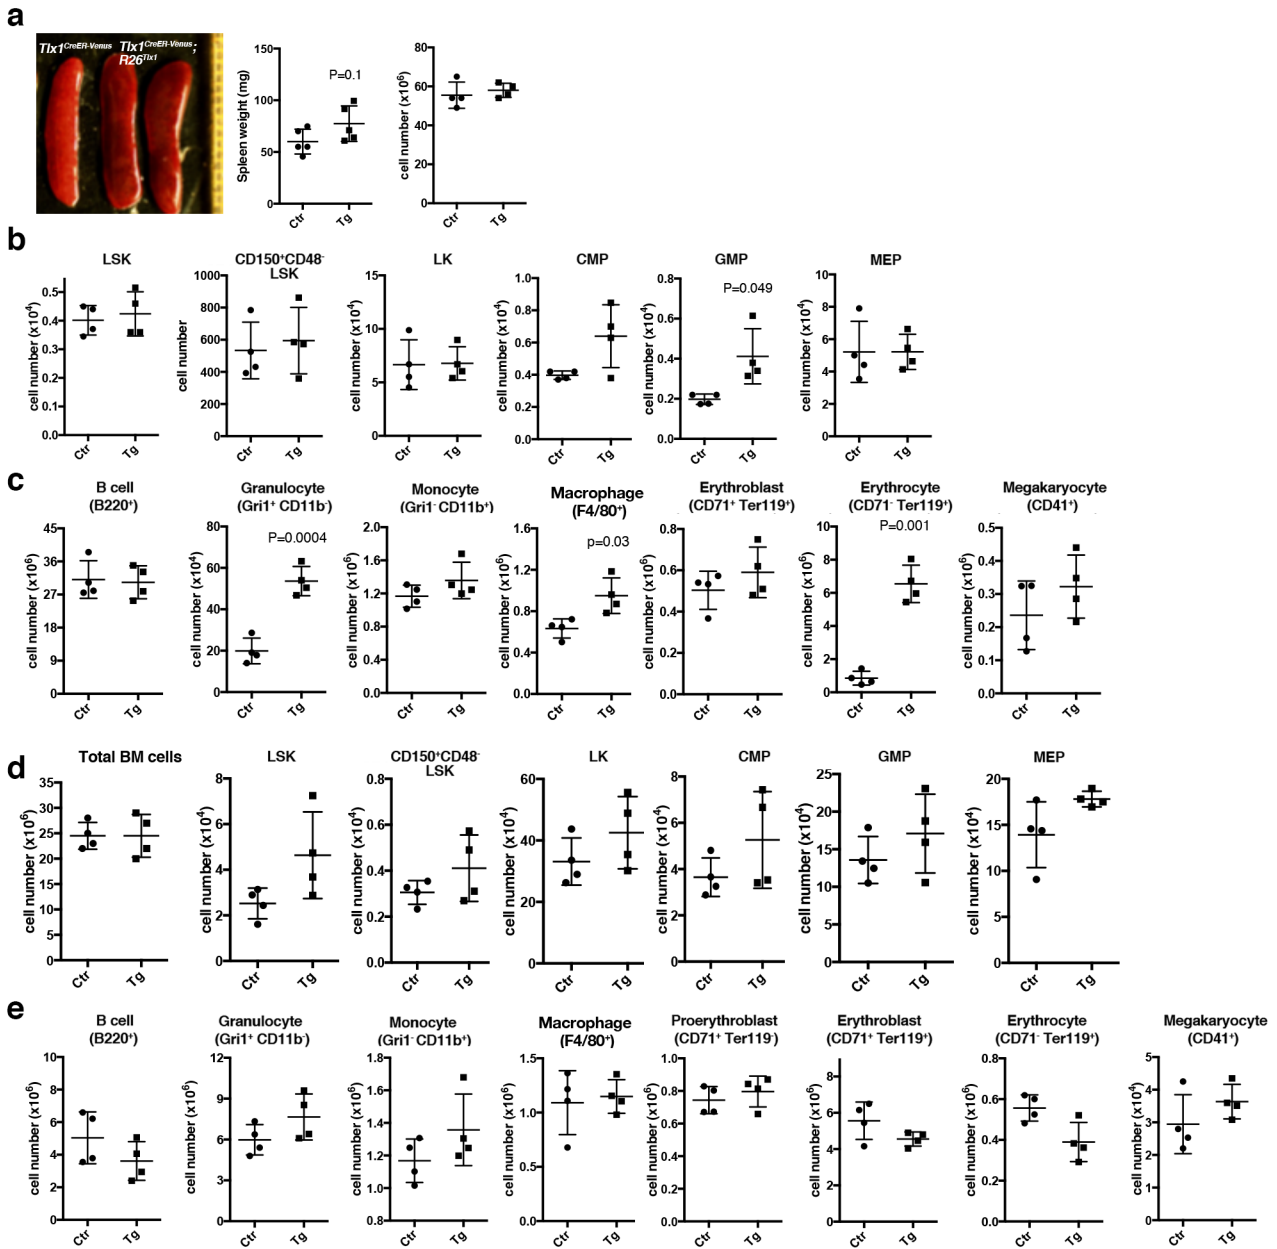 a
Tlx1CreER-Venus
Tlx1CreER-Venus;
R26Tlx1
Spleen weight (mg)
150
100
50
0
P=0.1
Ctr
Tg
cell number (x10⁶)
80
60
40
20
0
Ctr
Tg
b
LSK
cell number (x10⁴)
0.5
0.4
0.3
0.2
0.1
0.0
Ctr
Tg
CD150⁺CD48⁻
LSK
cell number
1000
800
600
400
200
0
Ctr
Tg
LK
cell number (x10⁴)
15
10
5
0
Ctr
Tg
CMP
cell number (x10⁴)
1.0
0.8
0.6
0.4
0.2
0.0
Ctr
Tg
GMP
P=0.049
cell number (x10⁴)
0.8
0.6
0.4
0.2
0.0
Ctr
Tg
MEP
cell number (x10⁴)
10
8
6
4
2
0
Ctr
Tg
c
B cell
(B220⁺)
cell number (x10⁶)
45
36
27
18
9
0
Ctr
Tg
Granulocyte
(Gri1⁺ CD11b⁻)
P=0.0004
cell number (x10⁴)
80
60
40
20
0
Ctr
Tg
Monocyte
(Gri1⁻ CD11b⁺)
cell number (x10⁶)
2.0
1.6
1.2
0.8
0.4
0.0
Ctr
Tg
Macrophage
(F4/80⁺)
p=0.03
cell number (x10⁶)
1.6
1.2
0.8
0.4
0.0
Ctr
Tg
Erythroblast
(CD71⁺ Ter119⁺)
cell number (x10⁶)
0.8
0.6
0.4
0.2
0.0
Ctr
Tg
Erythrocyte
(CD71⁻ Ter119⁺)
P=0.001
cell number (x10⁶)
10
8
6
4
2
0
Ctr
Tg
Megakaryocyte
(CD41⁺)
cell number (x10⁶)
0.5
0.4
0.3
0.2
0.1
0.0
Ctr
Tg
d
Total BM cells
cell number (x10⁶)
35
30
25
20
15
10
5
0
Ctr
Tg
LSK
cell number (x10⁴)
8
6
4
2
0
Ctr
Tg
CD150⁺CD48⁻
LSK
cell number (x10⁴)
0.8
0.6
0.4
0.2
0.0
Ctr
Tg
LK
cell number (x10⁴)
60
40
20
0
Ctr
Tg
CMP
cell number (x10⁴)
8
6
4
2
0
Ctr
Tg
GMP
cell number (x10⁴)
25
20
15
10
5
0
Ctr
Tg
MEP
cell number (x10⁴)
20
15
10
5
0
Ctr
Tg
e
B cell
(B220⁺)
cell number (x10⁶)
10
8
6
4
2
0
Ctr
Tg
Granulocyte
(Gri1⁺ CD11b⁻)
cell number (x10⁶)
12
9
6
3
0
Ctr
Tg
Monocyte
(Gri1⁻ CD11b⁺)
cell number (x10⁶)
1.8
1.6
1.4
1.2
1.0
0.8
Ctr
Tg
Macrophage
(F4/80⁺)
cell number (x10⁶)
1.5
1.0
0.5
0.0
Ctr
Tg
Proerythroblast
(CD71⁺ Ter119⁻)
cell number (x10⁶)
1.0
0.8
0.6
0.4
0.2
0.0
Ctr
Tg
Erythroblast
(CD71⁺ Ter119⁺)
cell number (x10⁶)
8
6
4
2
0
Ctr
Tg
Erythrocyte
(CD71⁻ Ter119⁺)
cell number (x10⁶)
0.8
0.6
0.4
0.2
0.0
Ctr
Tg
Megakaryocyte
(CD41⁺)
cell number (x10⁴)
5
4
3
2
1
0
Ctr
Tg